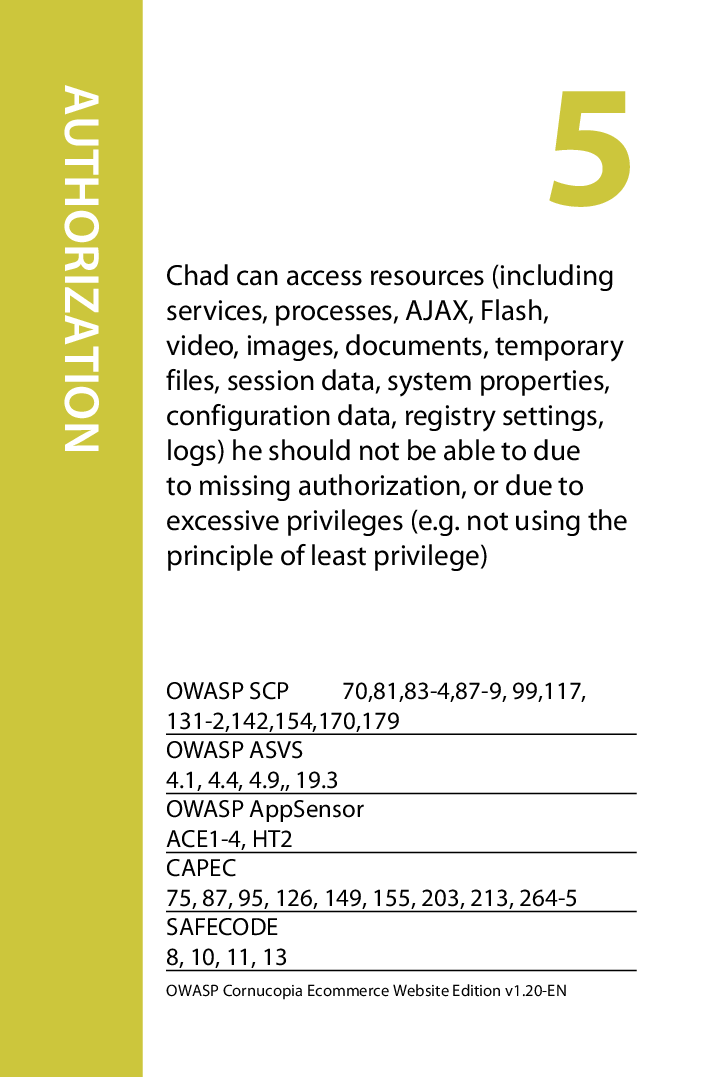 AUTHORIZATION
5
Chad can access resources (including
services, processes, AJAX, Flash,
video, images, documents, temporary
files, session data, system properties,
configuration data, registry settings,
logs) he should not be able to due
to missing authorization, or due to
excessive privileges (e.g. not using the
principle of least privilege)
OWASP SCP 70,81,83-4,87-9, 99,117,
131-2,142,154,170,179
OWASP ASVS
4.1, 4.4, 4.9,, 19.3
OWASP AppSensor
ACE1-4, HT2
CAPEC
75, 87, 95, 126, 149, 155, 203, 213, 264-5
SAFECODE
8, 10, 11, 13
OWASP Cornucopia Ecommerce Website Edition v1.20-EN